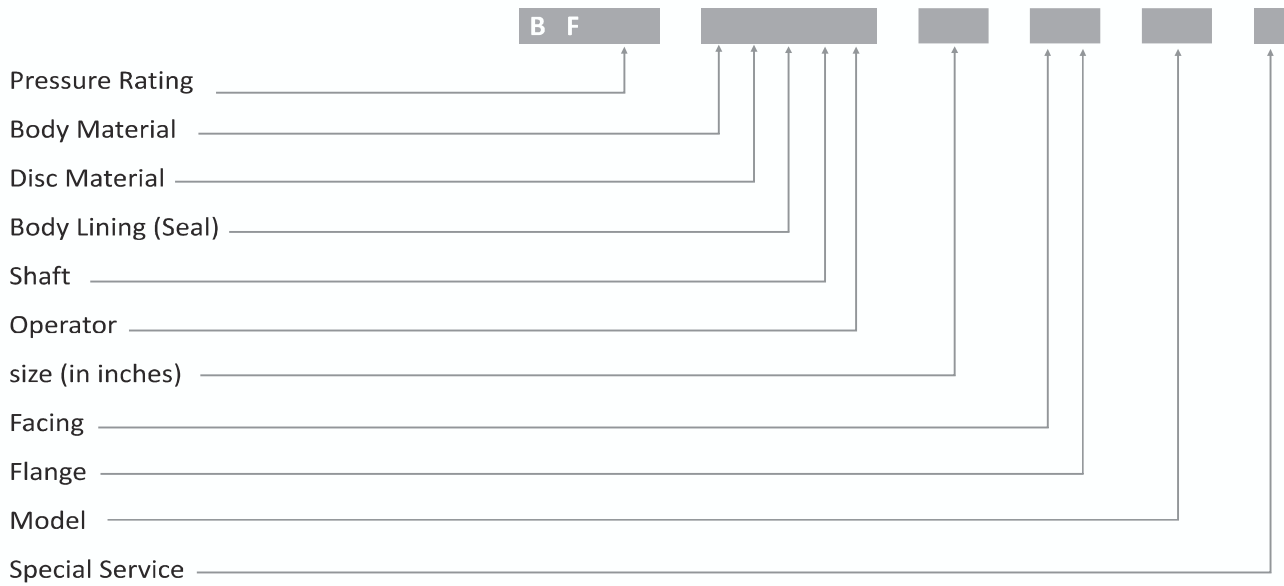 B F
Pressure Rating
Body Material
Disc Material
Body Lining (Seal)
Shaft
Operator
size (in inches)
Facing
Flange
Model
Special Service